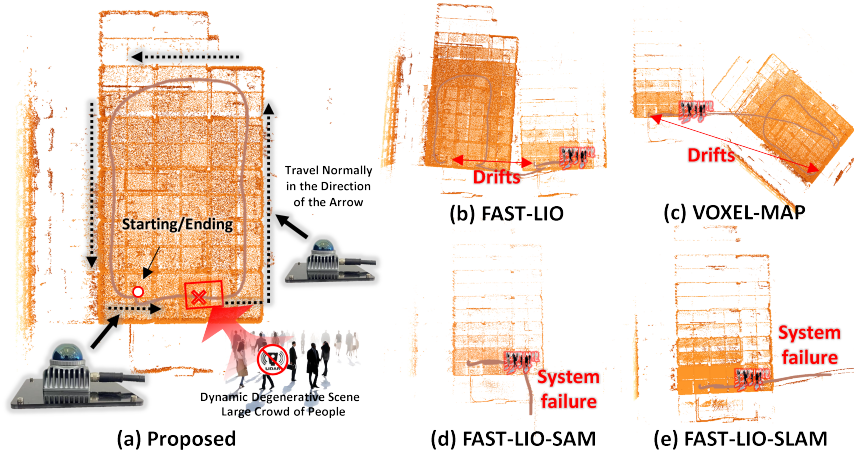 Travel Normally
in the Direction
of the Arrow
Starting/Ending
LiDAR
Dynamic Degenerative Scene
Large Crowd of People
(a) Proposed
Drifts
(b) FAST-LIO
Drifts
(c) VOXEL-MAP
System
failure
(d) FAST-LIO-SAM
System
failure
(e) FAST-LIO-SLAM